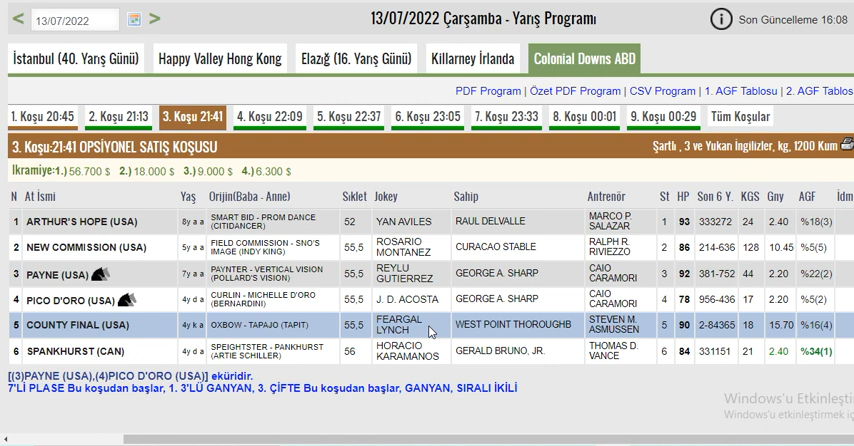 13/07/2022
13/07/2022 Çarşamba - Yarış Programı
Son Güncelleme 16:08
İstanbul (40. Yarış Günü) Happy Valley Hong Kong Elazığ (16. Yarış Günü) Killarney İrlanda Colonial Downs ABD
PDF Program | Özet PDF Program | CSV Program | 1. AGF Tablosu | 2. AGF Tablos
1. Koşu 20:45 2. Koşu 21:13 3. Koşu 21:41 4. Koşu 22:09 5. Koşu 22:37 6. Koşu 23:05 7. Koşu 23:33 8. Koşu 00:01 9. Koşu 00:29 Tüm Koşular
3. Koşu:21:41 OPSİYONEL SATIŞ KOŞUSU Şartlı , 3 ve Yukarı İngilizler, kg, 1200 Kum
İkramiye:1.) 56.700 $ 2.) 18.000 $ 3.) 9.000 $ 4.) 6.300 $
N At İsmi Yaş Orijin(Baba - Anne) Sıklet Jokey Sahip Antrenör St HP Son 6 Y. KGS Gny AGF İdm
1 ARTHUR'S HOPE (USA) 8y a a SMART BID - PROM DANCE (CITIDANCER) 52 YAN AVILES RAUL DELVALLE MARCO P. SALAZAR 1 93 333272 24 2.40 %18(3)
2 NEW COMMISSION (USA) 5y a a FIELD COMMISSION - SNO'S IMAGE (INDY KING) 55,5 ROSARIO MONTANEZ CURACAO STABLE RALPH R. RIVIEZZO 2 86 214-636 128 10.45 %5(5)
3 PAYNE (USA) 7y a a PAYNTER - VERTICAL VISION (POLLARD'S VISION) 55,5 REYLU GUTIERREZ GEORGE A. SHARP CAIO CARAMORI 3 92 381-752 44 2.20 %22(2)
4 PICO D'ORO (USA) 4y d a CURLIN - MICHELLE D'ORO (BERNARDINI) 55,5 J. D. ACOSTA GEORGE A. SHARP CAIO CARAMORI 4 78 956-436 17 2.20 %5(2)
5 COUNTY FINAL (USA) 4y k a OXBOW - TAPAJO (TAPIT) 55,5 FEARGAL LYNCH WEST POINT THOROUGHB STEVEN M. ASMUSSEN 5 90 2-84365 18 15.70 %16(4)
6 SPANKHURST (CAN) 4y d a SPEIGHTSTER - PANKHURST (ARTIE SCHILLER) 56 HORACIO KARAMANOS GERALD BRUNO, JR. THOMAS D. VANCE 6 84 331151 21 2.40 %34(1)
[(3)PAYNE (USA),(4)PICO D'ORO (USA)] eküridir.
7'Lİ PLASE Bu koşudan başlar, 1. 3'LÜ GANYAN, 3. ÇİFTE Bu koşudan başlar, GANYAN, SIRALI İKİLİ
Windows'u Etkinleşti
Windows'u etkinleştirmek iç